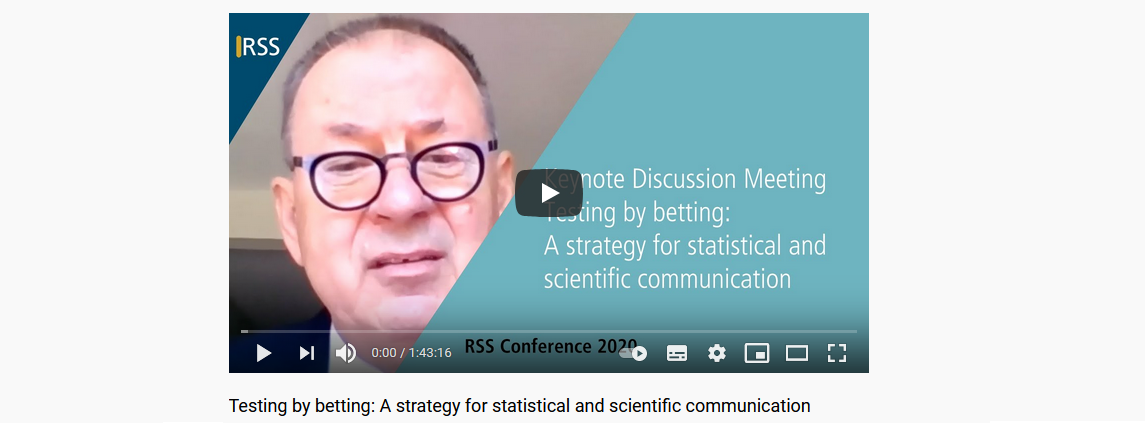 RSS
Keynote Discussion Meeting
Testing by betting:
A strategy for statistical and
scientific communication
RSS Conference 2020
0:00 / 1:43:16
Testing by betting: A strategy for statistical and scientific communication